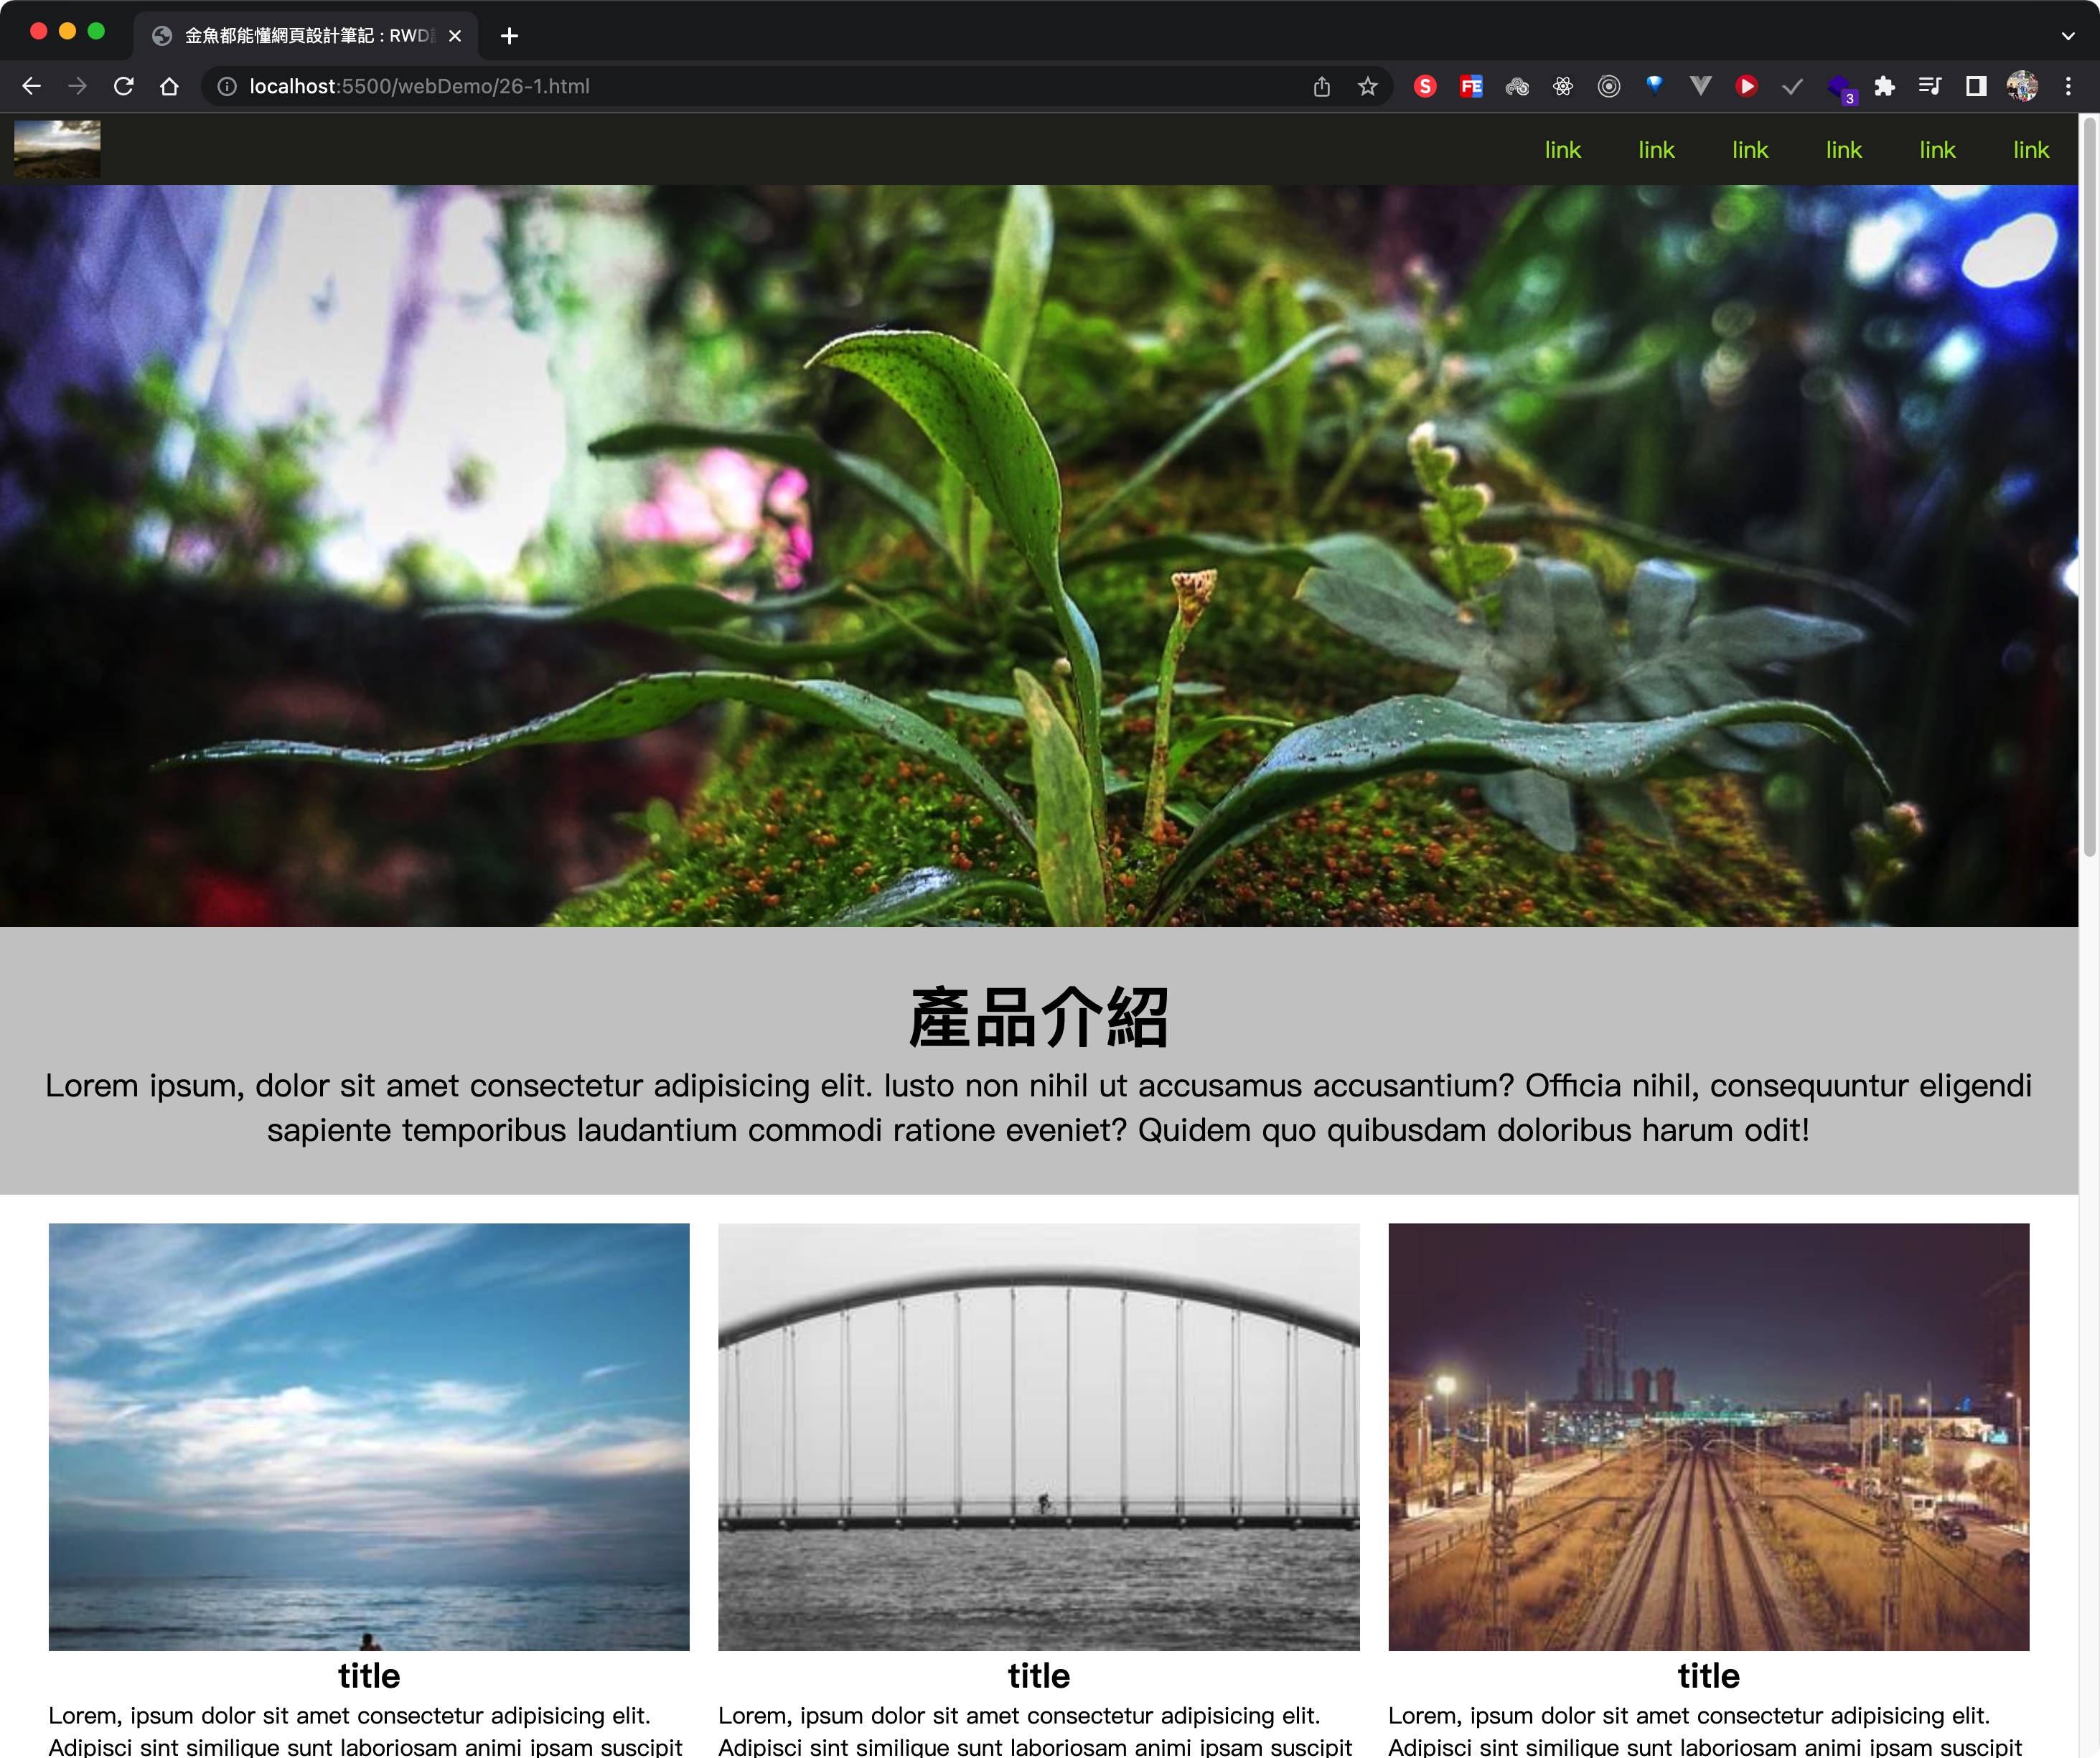 金魚都能懂網頁設計筆記 : RWD
localhost:5500/webDemo/26-1.html
S
FE
3
link link link link link link
產品介紹
Lorem ipsum, dolor sit amet consectetur adipisicing elit. Iusto non nihil ut accusamus accusantium? Officia nihil, consequuntur eligendi
sapiente temporibus laudantium commodi ratione eveniet? Quidem quo quibusdam doloribus harum odit!
title
Lorem, ipsum dolor sit amet consectetur adipisicing elit.
Adipisci sint similique sunt laboriosam animi ipsam suscipit
title
Lorem, ipsum dolor sit amet consectetur adipisicing elit.
Adipisci sint similique sunt laboriosam animi ipsam suscipit
title
Lorem, ipsum dolor sit amet consectetur adipisicing elit.
Adipisci sint similique sunt laboriosam animi ipsam suscipit